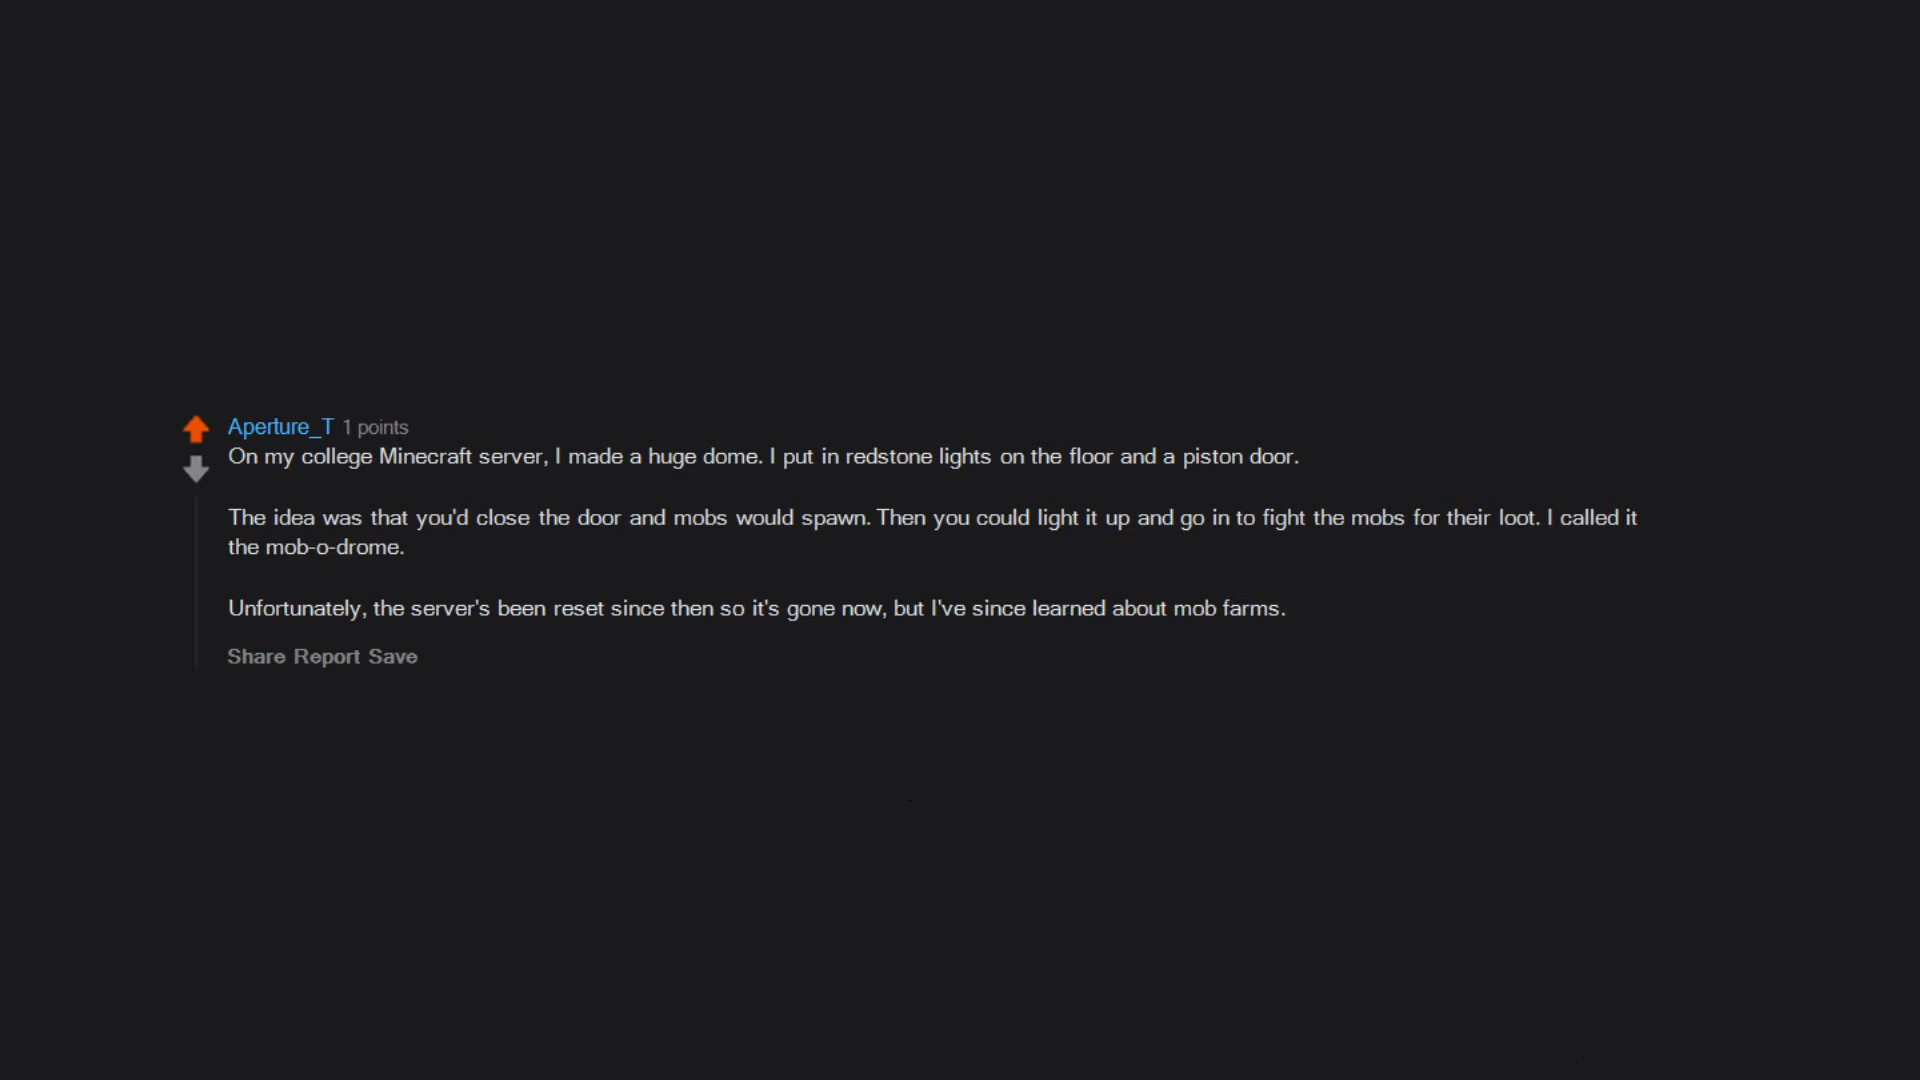 Aperture_T 1 points
On my college Minecraft server, I made a huge dome. I put in redstone lights on the floor and a piston door.
The idea was that you'd close the door and mobs would spawn. Then you could light it up and go in to fight the mobs for their loot. I called it
the mob-o-drome.
Unfortunately, the server's been reset since then so it's gone now, but I've since learned about mob farms.
Share Report Save